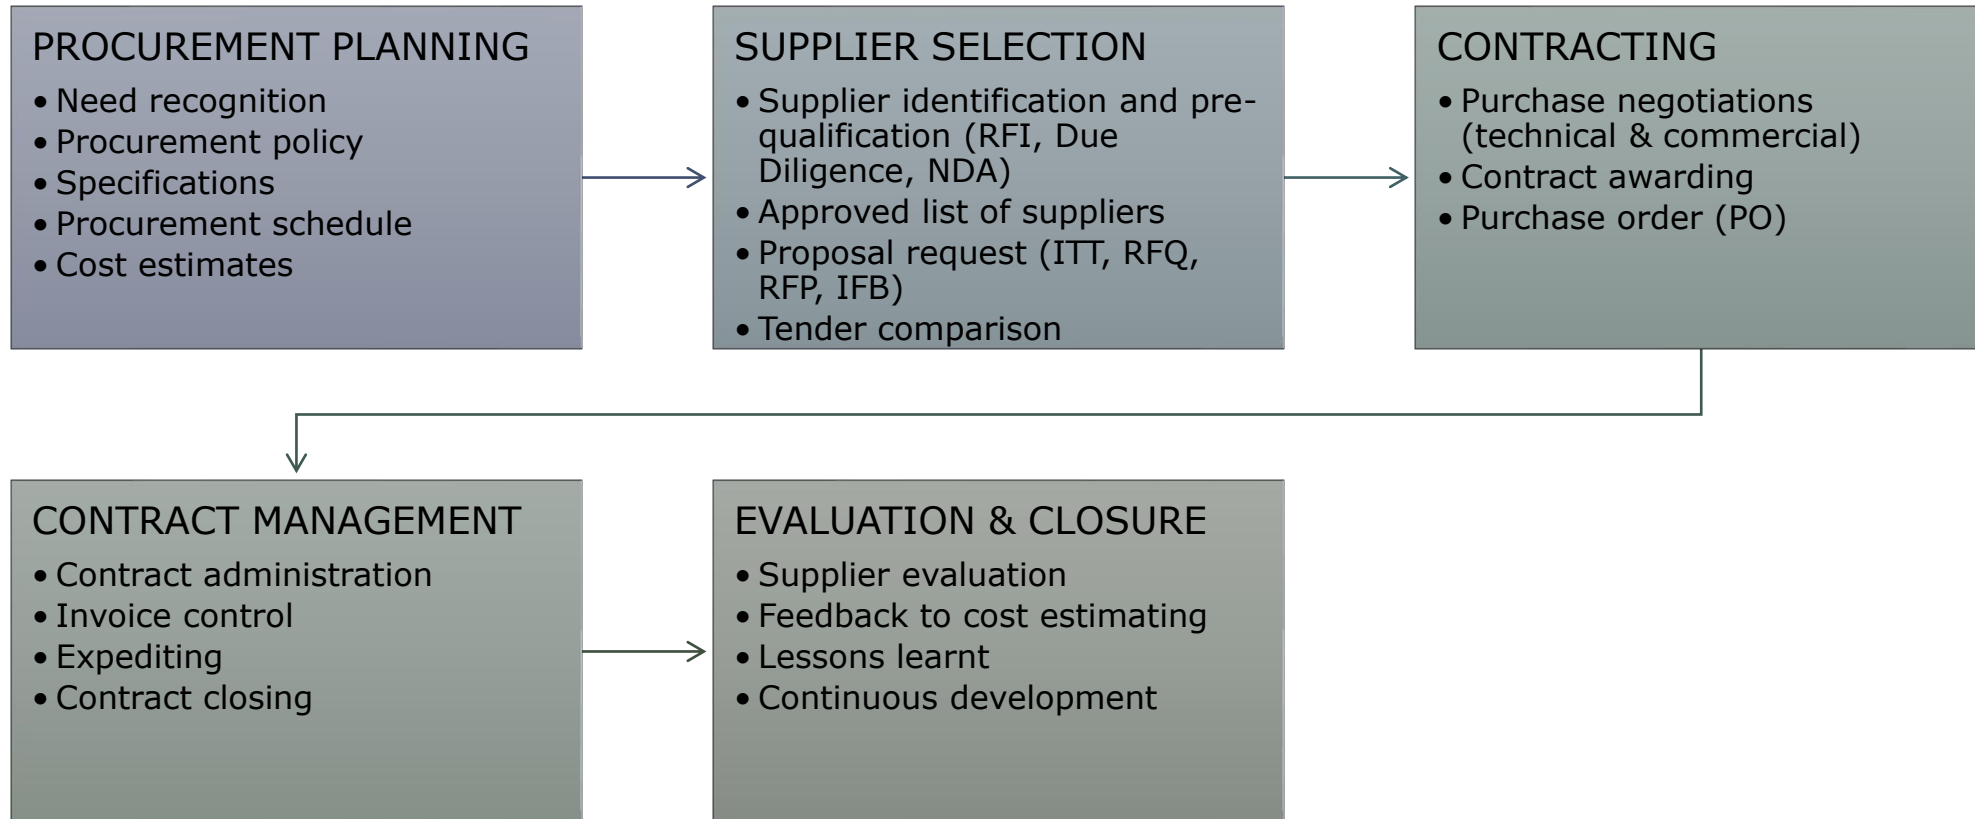 PROCUREMENT PLANNING
• Need recognition
• Procurement policy
• Specifications
• Procurement schedule
• Cost estimates
SUPPLIER SELECTION
• Supplier identification and pre-
qualification (RFI, Due
Diligence, NDA)
• Approved list of suppliers
• Proposal request (ITT, RFQ,
RFP, IFB)
• Tender comparison
CONTRACTING
• Purchase negotiations
(technical & commercial)
• Contract awarding
• Purchase order (PO)
CONTRACT MANAGEMENT
• Contract administration
• Invoice control
• Expediting
• Contract closing
EVALUATION & CLOSURE
• Supplier evaluation
• Feedback to cost estimating
• Lessons learnt
• Continuous development